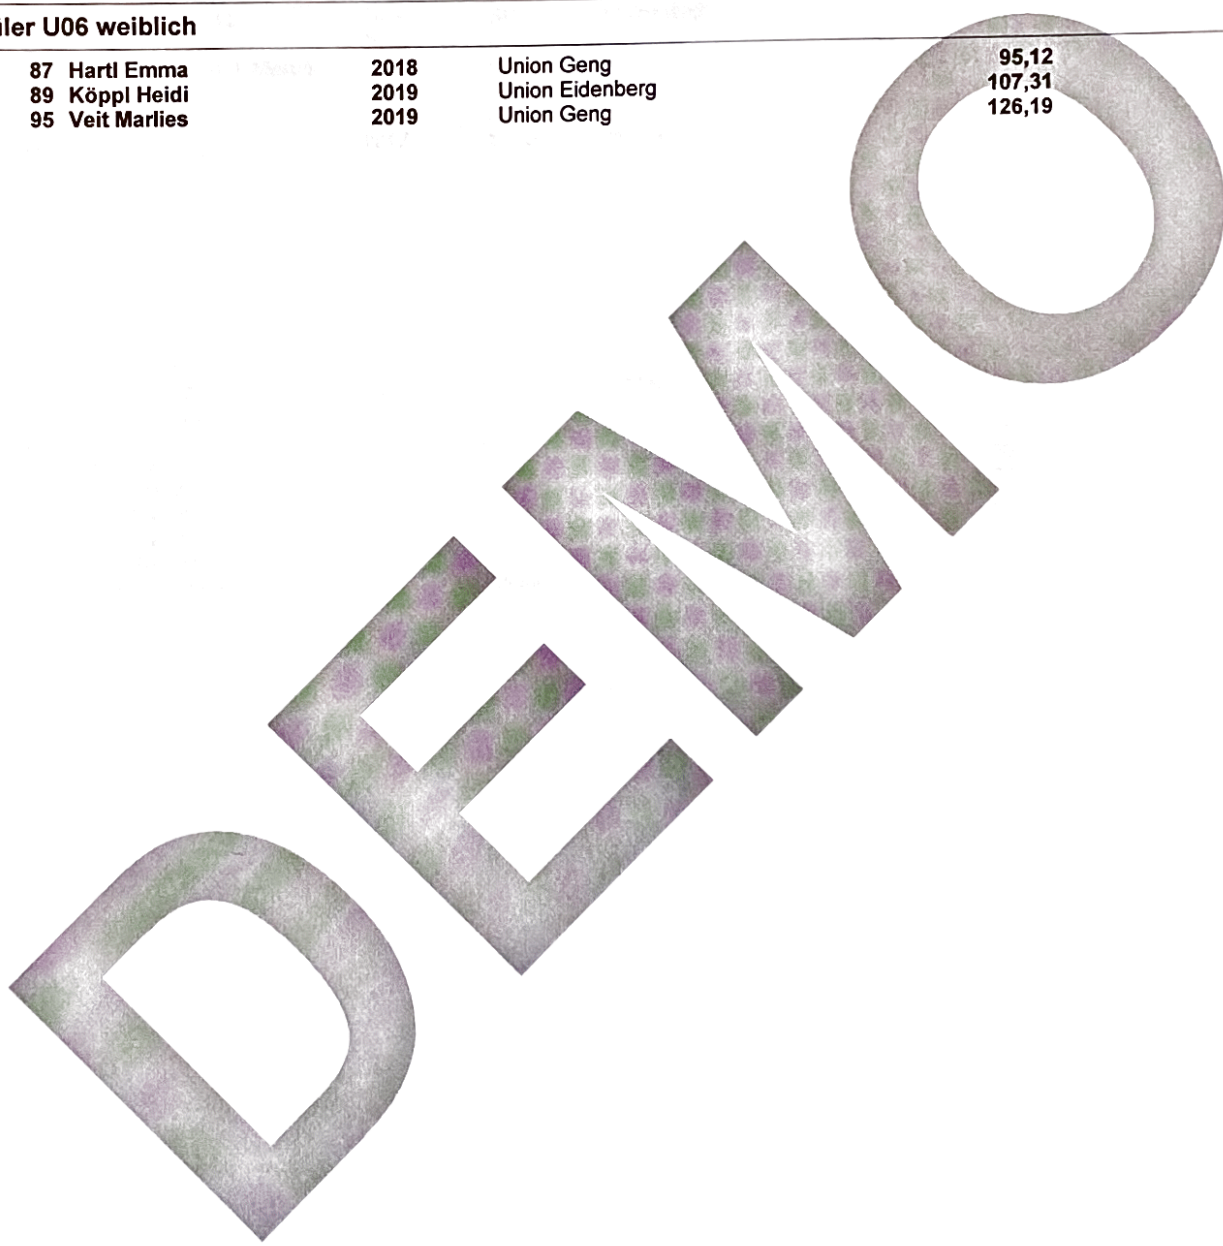 ler U06 weiblich
87 Hartl Emma 2018 Union Geng 95,12
89 Köppl Heidi 2019 Union Eidenberg 107,31
95 Veit Marlies 2019 Union Geng 126,19
DEMO